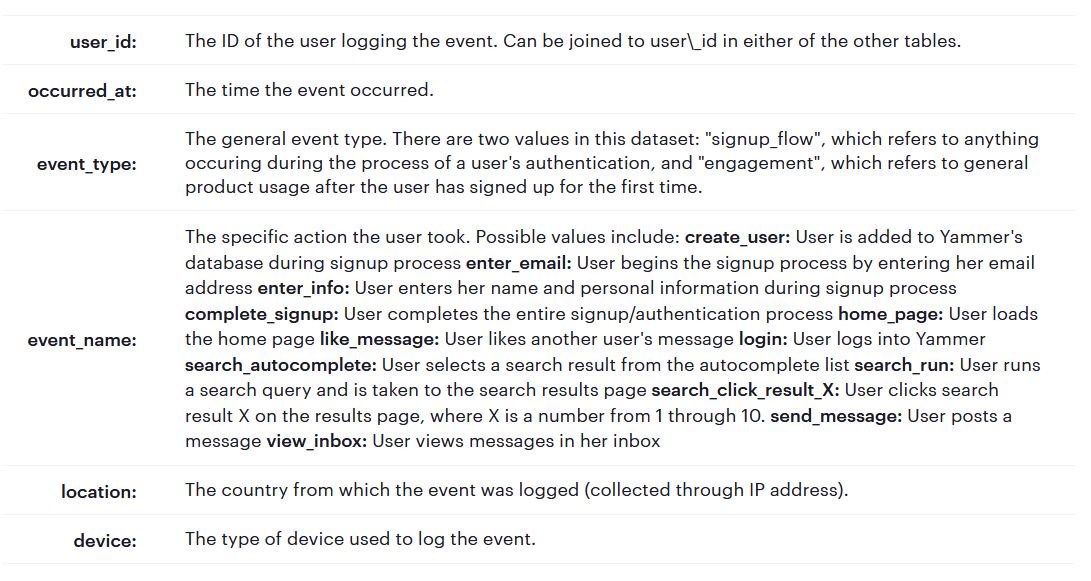 user_id: The ID of the user logging the event. Can be joined to user\_id in either of the other tables.
occurred_at: The time the event occurred.
The general event type. There are two values in this dataset: "signup_flow", which refers to anything
event_type: occuring during the process of a user's authentication, and "engagement", which refers to general
product usage after the user has signed up for the first time.
The specific action the user took. Possible values include: create_user: User is added to Yammer's
database during signup process enter_email: User begins the signup process by entering her email
address enter_info: User enters her name and personal information during signup process
complete_signup: User completes the entire signup/authentication process home_page: User loads
event_name: the home page like_message: User likes another user's message login: User logs into Yammer
search_autocomplete: User selects a search result from the autocomplete list search_run: User runs
a search query and is taken to the search results page search_click_result_X: User clicks search
result X on the results page, where X is a number from 1 through 10. send_message: User posts a
message view_inbox: User views messages in her inbox
location: The country from which the event was logged (collected through IP address).
device: The type of device used to log the event.